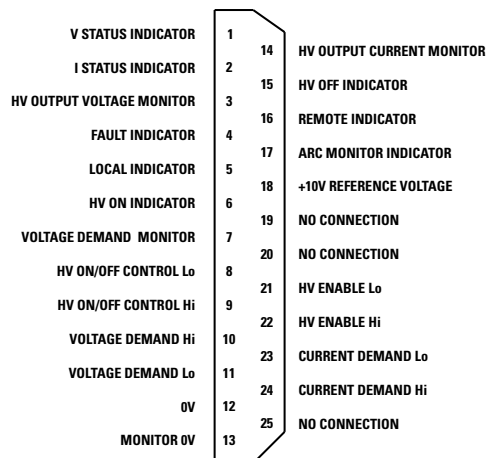 V STATUS INDICATOR 1
14 HV OUTPUT CURRENT MONITOR
I STATUS INDICATOR 2
15 HV OFF INDICATOR
HV OUTPUT VOLTAGE MONITOR 3
16 REMOTE INDICATOR
FAULT INDICATOR 4
17 ARC MONITOR INDICATOR
LOCAL INDICATOR 5
18 +10V REFERENCE VOLTAGE
HV ON INDICATOR 6
19 NO CONNECTION
VOLTAGE DEMAND MONITOR 7
20 NO CONNECTION
HV ON/OFF CONTROL Lo 8
21 HV ENABLE Lo
HV ON/OFF CONTROL Hi 9
22 HV ENABLE Hi
VOLTAGE DEMAND Hi 10
23 CURRENT DEMAND Lo
VOLTAGE DEMAND Lo 11
24 CURRENT DEMAND Hi
0V 12
25 NO CONNECTION
MONITOR 0V 13